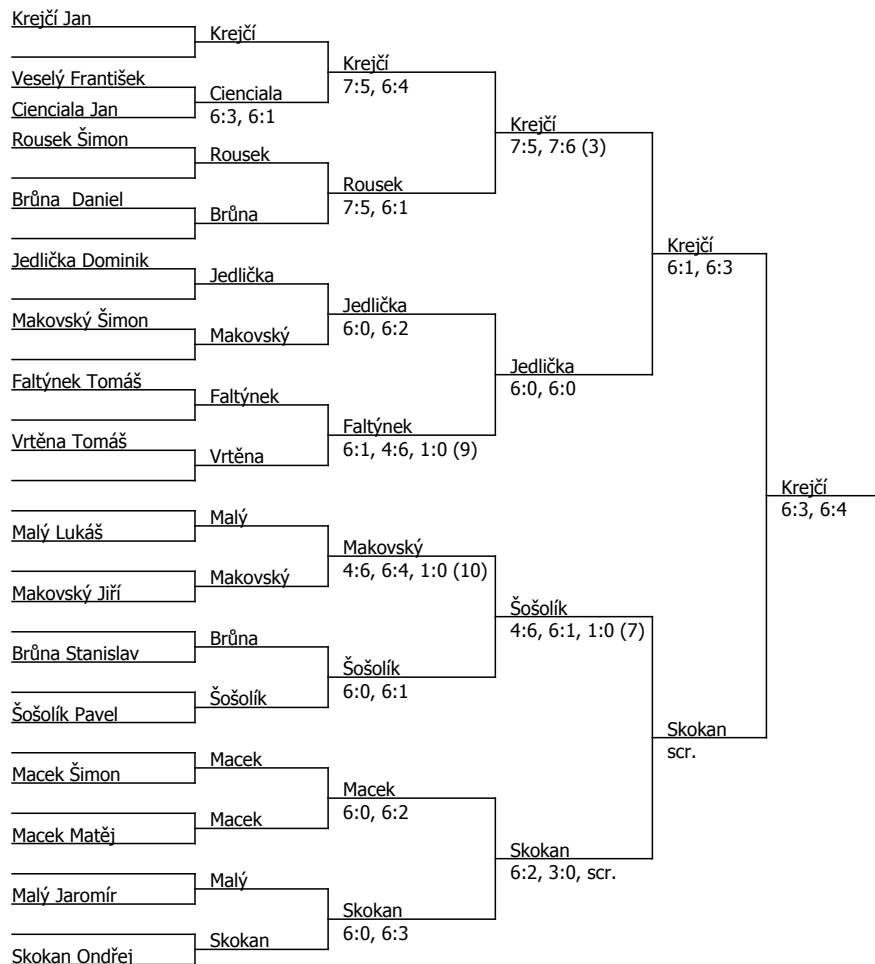 Krejčí Jan
Krejčí
Veselý František
Krejčí
7:5, 6:4
Cienciala
6:3, 6:1
Cienciala Jan
Krejčí
7:5, 7:6 (3)
Rousek Šimon
Rousek
Rousek
7:5, 6:1
Brůna  Daniel
Brůna
Krejčí
6:1, 6:3
Jedlička Dominik
Jedlička
Jedlička
6:0, 6:2
Makovský Šimon
Makovský
Jedlička
6:0, 6:0
Faltýnek Tomáš
Faltýnek
Faltýnek
6:1, 4:6, 1:0 (9)
Vrtěna Tomáš
Vrtěna
Krejčí
6:3, 6:4
Malý
Malý Lukáš
Makovský
4:6, 6:4, 1:0 (10)
Makovský
Makovský Jiří
Šošolík
4:6, 6:1, 1:0 (7)
Brůna
Brůna Stanislav
Šošolík
6:0, 6:1
Šošolík
Šošolík Pavel
Skokan
scr.
Macek
Macek Šimon
Macek
6:0, 6:2
Macek
Macek Matěj
Skokan
6:2, 3:0, scr.
Malý
Malý Jaromír
Skokan
6:0, 6:3
Skokan
Skokan Ondřej